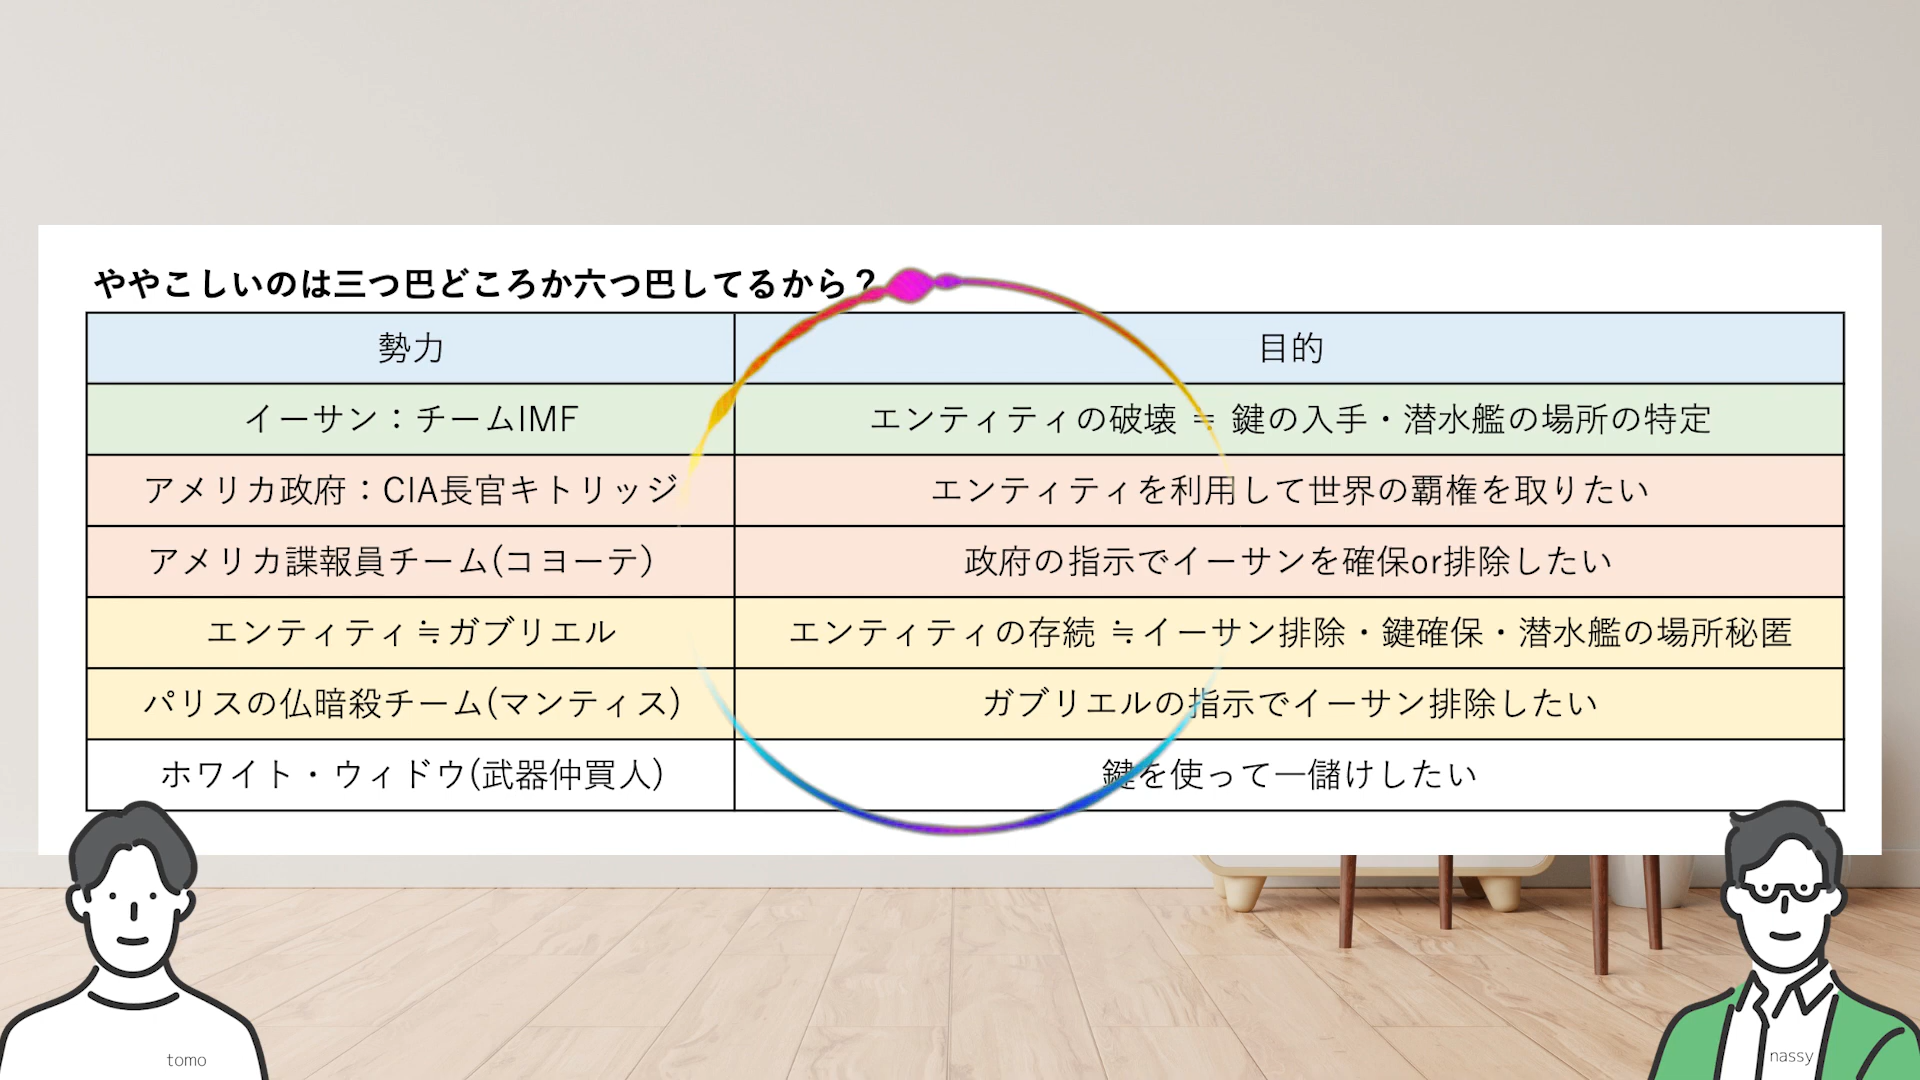 ややこしいのは三つ巴どころか六つ巴してるから？
勢力 目的
イーサン：チームIMF エンティティの破壊 ≒ 鍵の入手・潜水艦の場所の特定
アメリカ政府：CIA長官キトリッジ エンティティを利用して世界の覇権を取りたい
アメリカ諜報員チーム(コヨーテ) 政府の指示でイーサンを確保or排除したい
エンティティ≒ガブリエル エンティティの存続 ≒イーサン排除・鍵確保・潜水艦の場所秘匿
パリスの仏暗殺チーム(マンティス) ガブリエルの指示でイーサン排除したい
ホワイト・ウィドウ(武器仲買人) 鍵を使って一儲けしたい
tomo
nassy